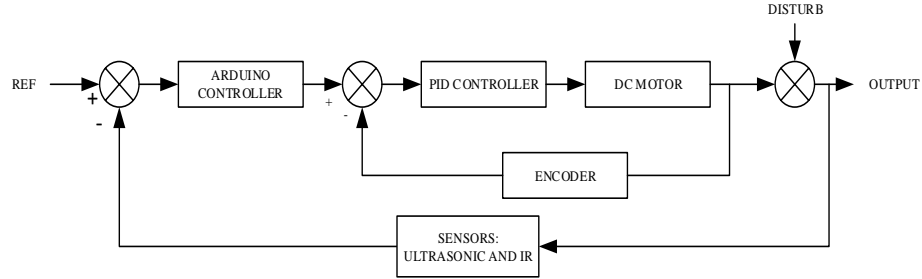 DISTURB
REF
+
-
ARDUINO
CONTROLLER
+
-
PID CONTROLLER
DC MOTOR
OUTPUT
ENCODER
SENSORS:
ULTRASONIC AND IR